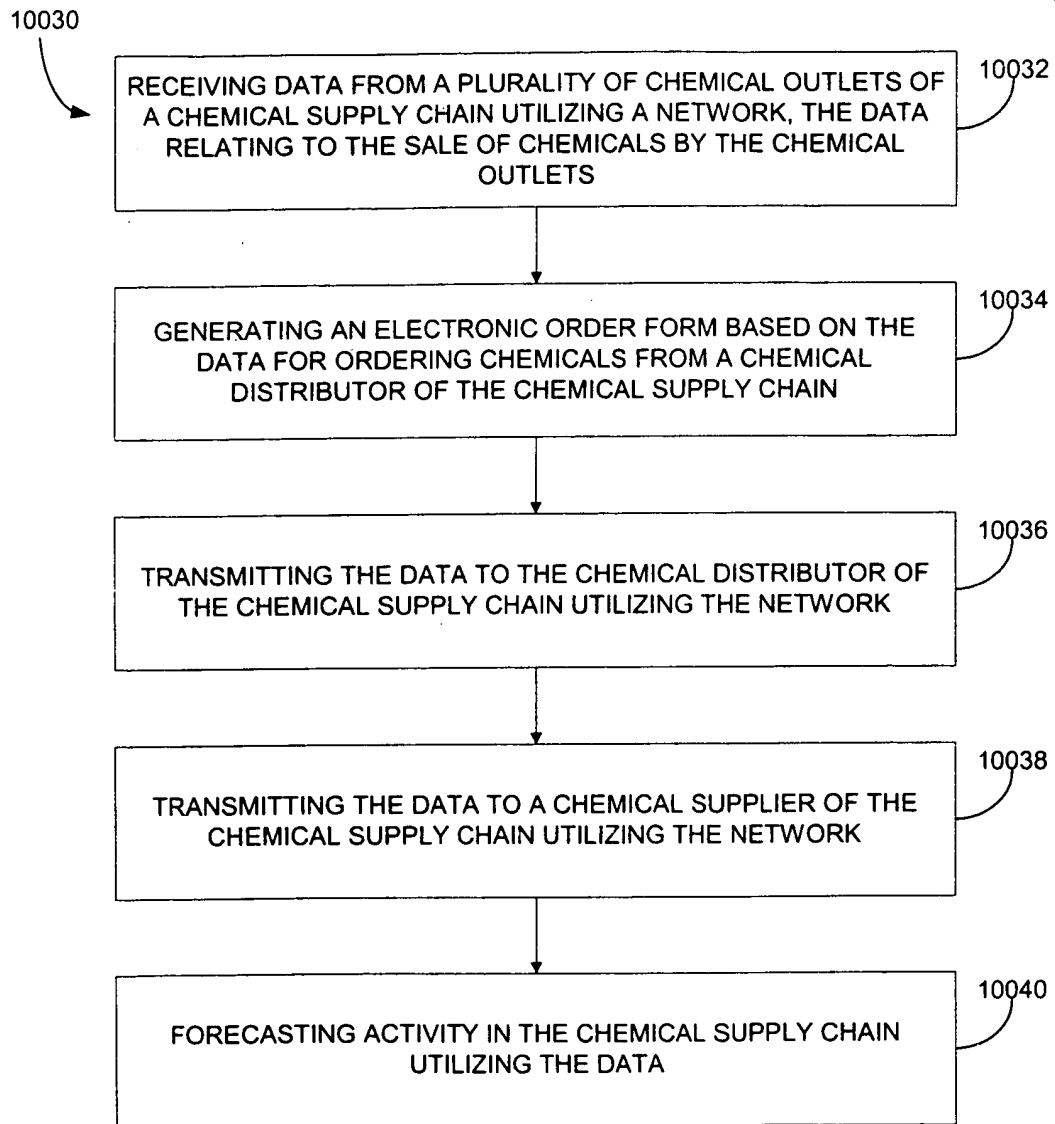 10030
RECEIVING DATA FROM A PLURALITY OF CHEMICAL OUTLETS OF
A CHEMICAL SUPPLY CHAIN UTILIZING A NETWORK, THE DATA
RELATING TO THE SALE OF CHEMICALS BY THE CHEMICAL
OUTLETS
10032
GENERATING AN ELECTRONIC ORDER FORM BASED ON THE
DATA FOR ORDERING CHEMICALS FROM A CHEMICAL
DISTRIBUTOR OF THE CHEMICAL SUPPLY CHAIN
10034
TRANSMITTING THE DATA TO THE CHEMICAL DISTRIBUTOR OF
THE CHEMICAL SUPPLY CHAIN UTILIZING THE NETWORK
10036
TRANSMITTING THE DATA TO A CHEMICAL SUPPLIER OF THE
CHEMICAL SUPPLY CHAIN UTILIZING THE NETWORK
10038
FORECASTING ACTIVITY IN THE CHEMICAL SUPPLY CHAIN
UTILIZING THE DATA
10040